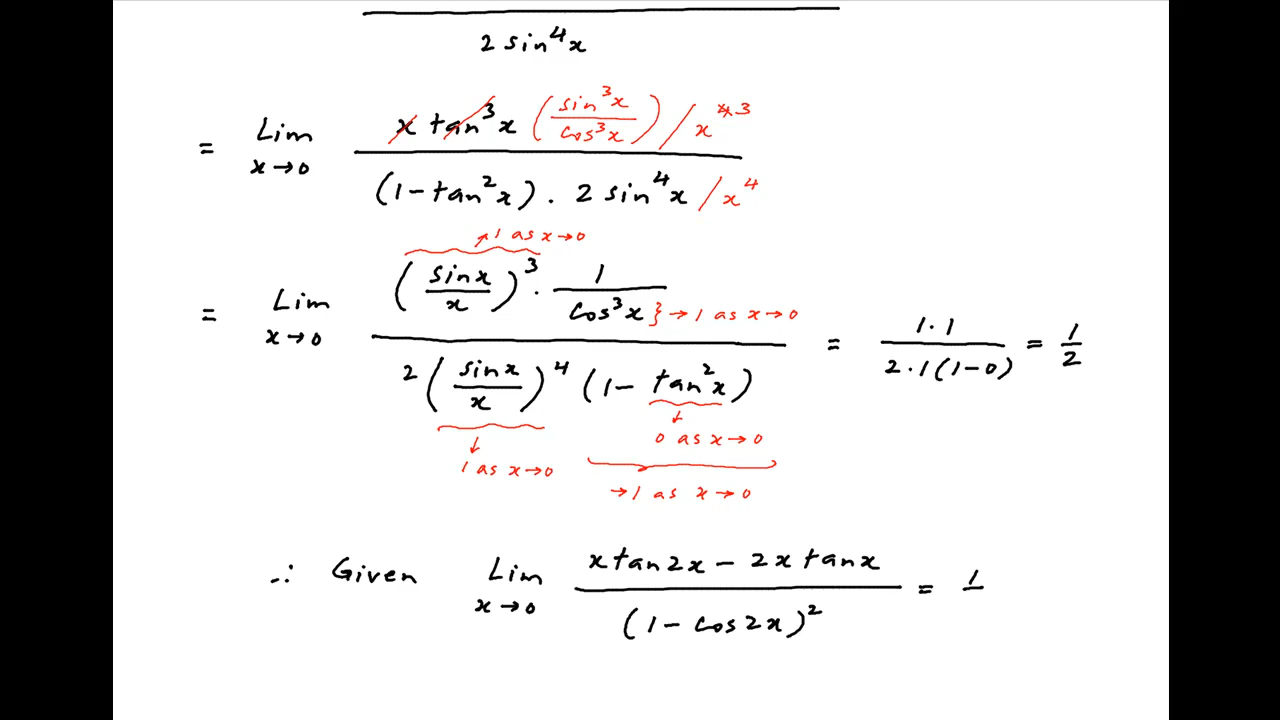 2 sin⁴x
= Lim x→0 x tan³x (sin³x/cos³x) / x⁴ 3
(1 - tan²x) . 2 sin⁴x / x⁴
→1 as x→0
= Lim x→0 (sinx/x)³ . 1/cos³x } → 1 as x→0
2 (sinx/x)⁴ (1 - tan²x)
= 1.1 / 2.1(1-0) = 1/2
↓ 0 as x→0
↓ 1 as x→0
→1 as x→0
∴ Given Lim x→0 x tan2x - 2x tanx / (1 - cos2x)² = 1